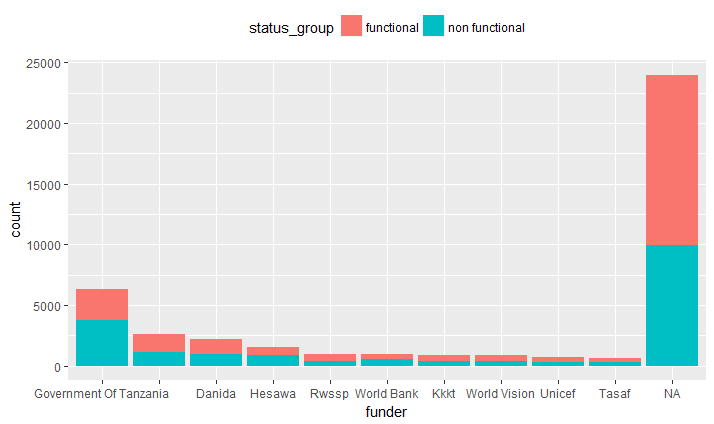 status_group functional non functional
25000
20000
15000
10000
5000
0
count
Government Of Tanzania Danida Hesawa Rwssp World Bank Kkkt World Vision Unicef Tasaf NA
funder